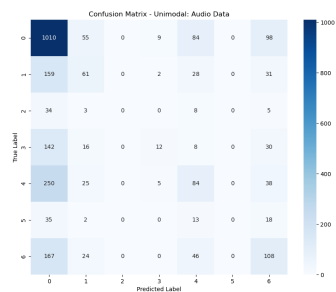 Confusion Matrix - Unimodal: Audio Data
0 1010 55 0 9 84 0 98
1 159 61 0 2 28 0 31
2 34 3 0 0 8 0 5
3 142 16 0 12 8 0 30
4 250 25 0 5 84 0 38
5 35 2 0 0 13 0 18
6 167 24 0 0 46 0 108
0 1 2 3 4 5 6
Predicted Label
True Label
1000
800
600
400
200
0